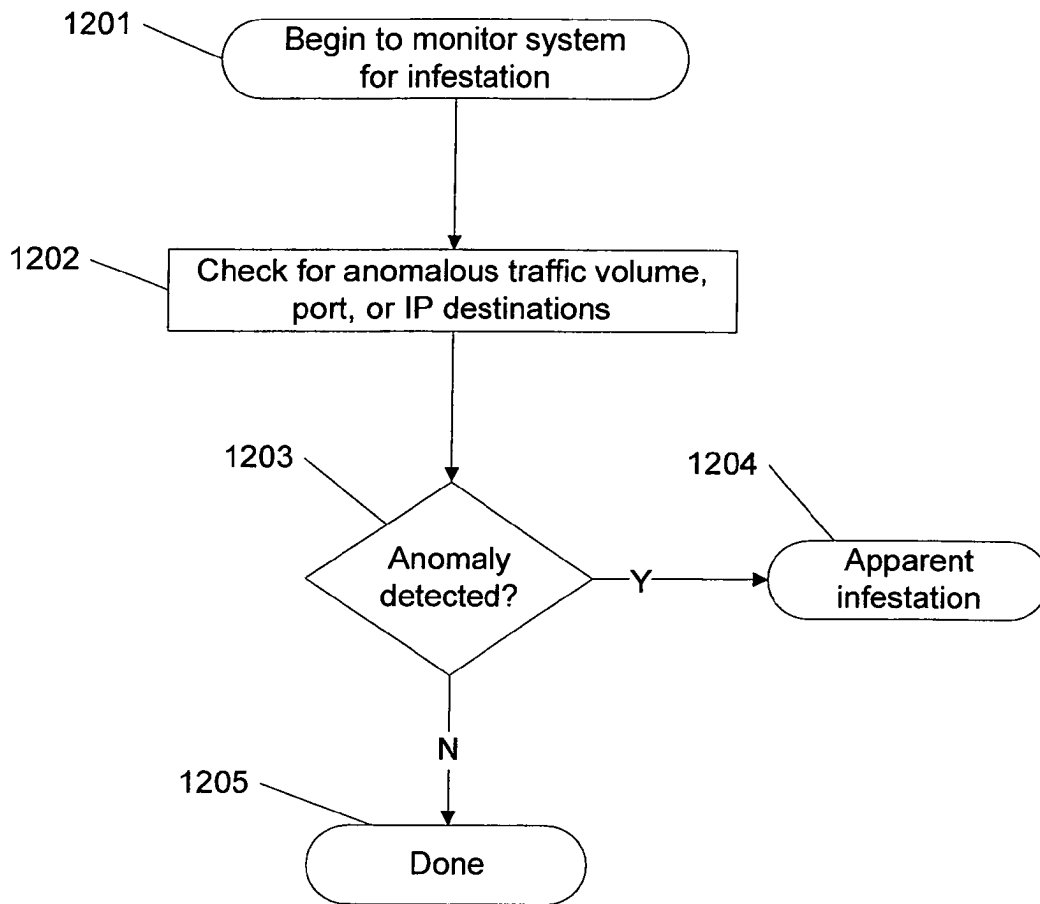 1201
Begin to monitor system
for infestation
1202
Check for anomalous traffic volume,
port, or IP destinations
1203
Anomaly
detected?
Y
1204
Apparent
infestation
N
1205
Done